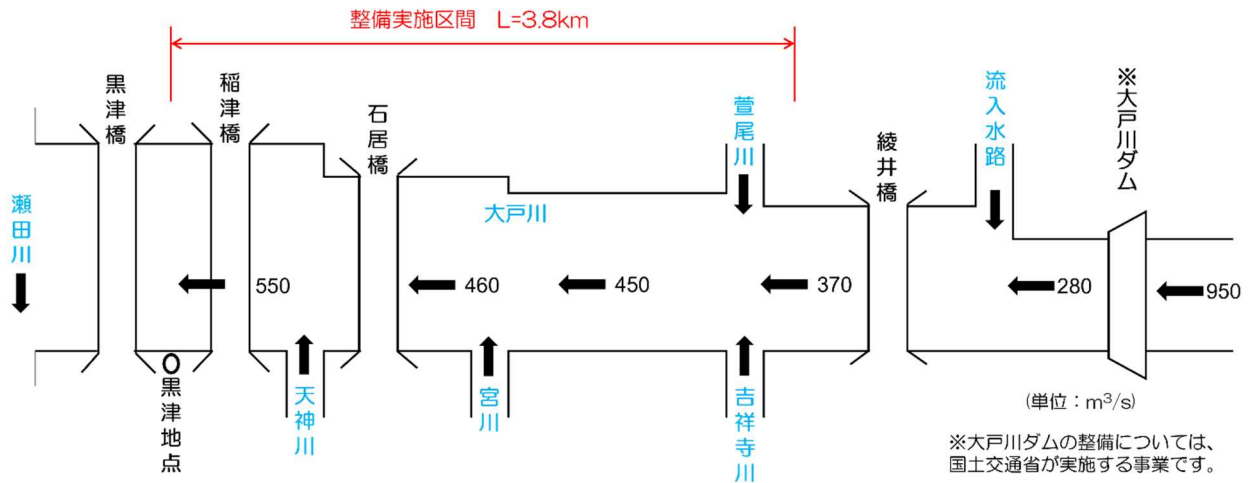 整備実施区間 L=3.8km
黒津橋
稲津橋
石居橋
萱尾川
綾井橋
流入水路
※大戸川ダム
瀬田川
大戸川
550
460
450
370
280
950
黒津地点
天神川
宮川
吉祥寺川
(単位:m³/s)
※大戸川ダムの整備については、
国土交通省が実施する事業です。